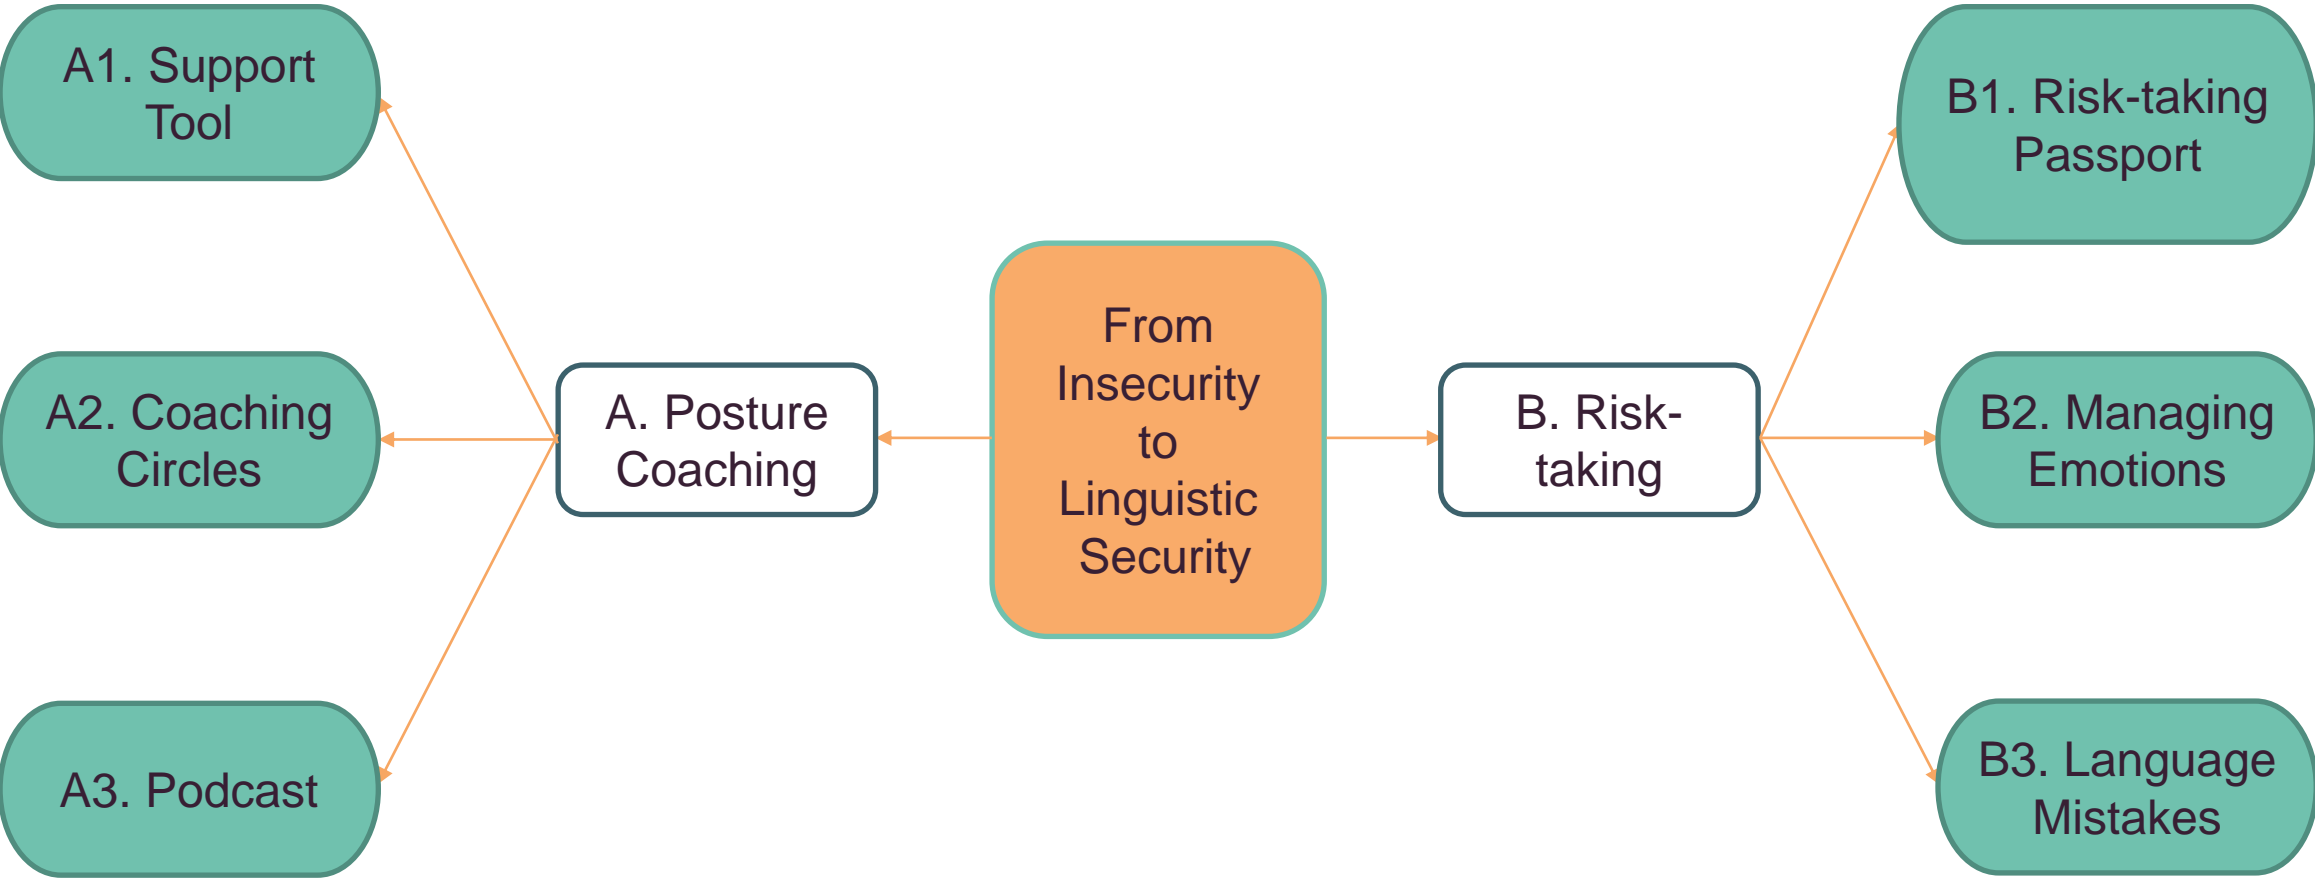 A1. Support
Tool
A2. Coaching
Circles
A3. Podcast
A. Posture
Coaching
From
Insecurity
to
Linguistic
Security
B. Risk-
taking
B1. Risk-taking
Passport
B2. Managing
Emotions
B3. Language
Mistakes